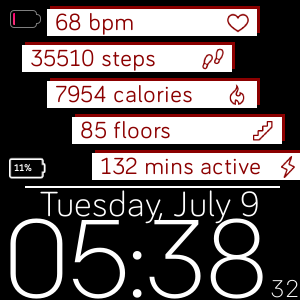 68 bpm
35510 steps
7954 calories
85 floors
132 mins active
11%
Tuesday, July 9
05:38
32